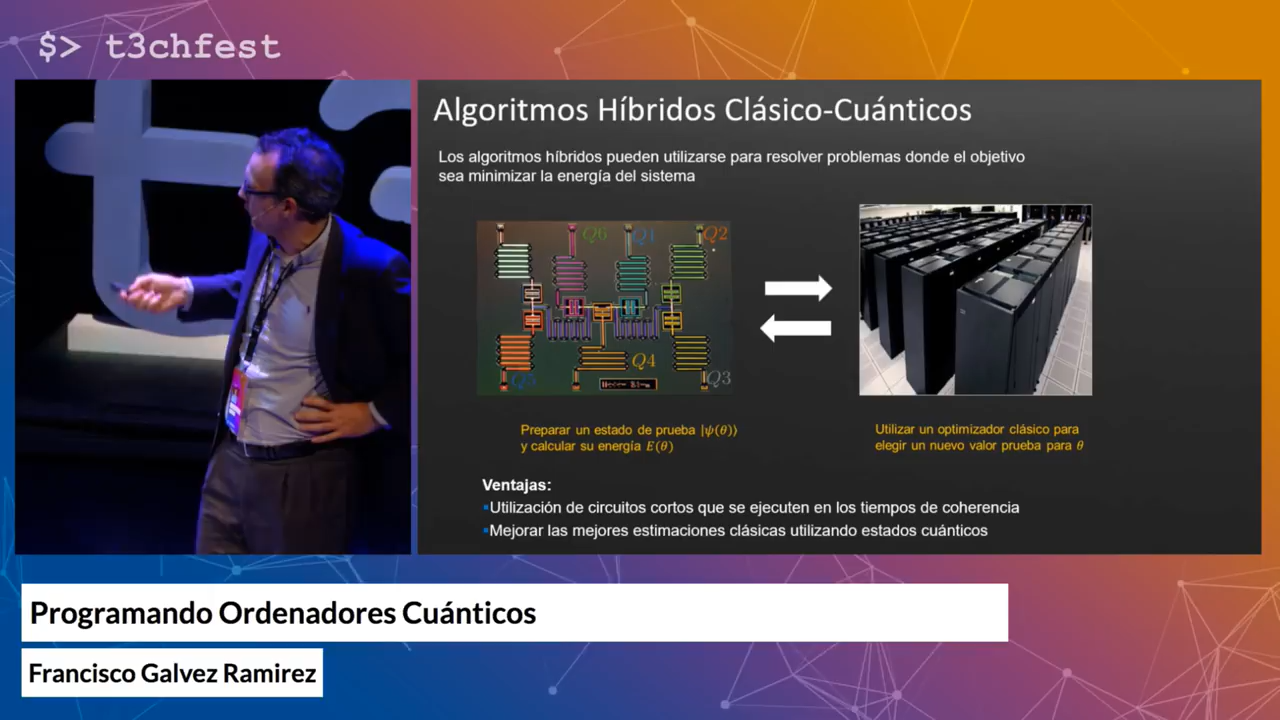 $> t3chfest
Algoritmos Híbridos Clásico-Cuánticos
Los algoritmos híbridos pueden utilizarse para resolver problemas donde el objetivo
sea minimizar la energía del sistema
Q6
Q1
Q2
Q5
Q4
Q3
Preparar un estado de prueba |ψ(θ)⟩
y calcular su energía E(θ)
Utilizar un optimizador clásico para
elegir un nuevo valor prueba para θ
Ventajas:
▪Utilización de circuitos cortos que se ejecuten en los tiempos de coherencia
▪Mejorar las mejores estimaciones clásicas utilizando estados cuánticos
Programando Ordenadores Cuánticos
Francisco Galvez Ramirez